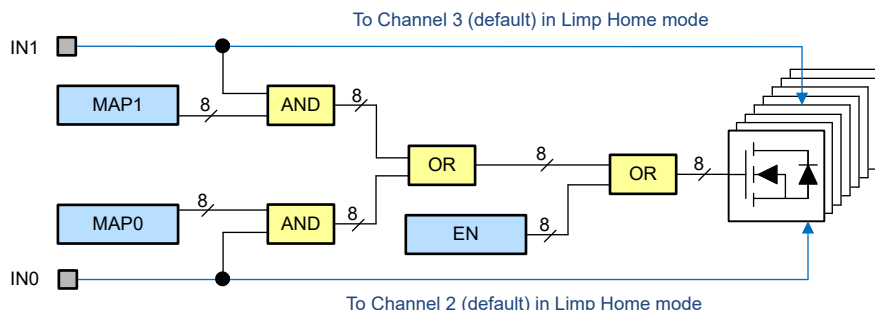 To Channel 3 (default) in Limp Home mode
IN1
MAP1
8
AND
8
OR
8
OR
8
MAP0
8
AND
8
EN
8
IN0
To Channel 2 (default) in Limp Home mode